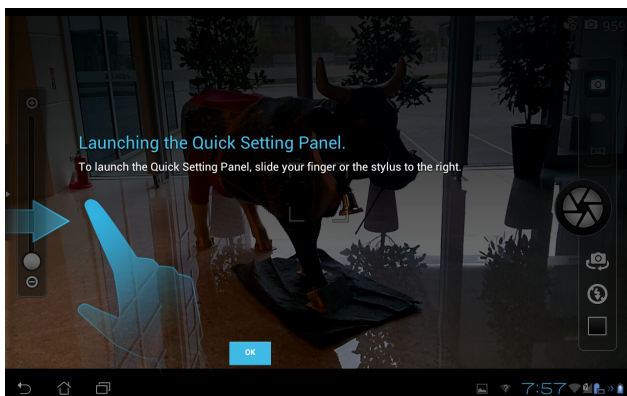 959
Launching the Quick Setting Panel.
To launch the Quick Setting Panel, slide your finger or the stylus to the right.
OK
7:57